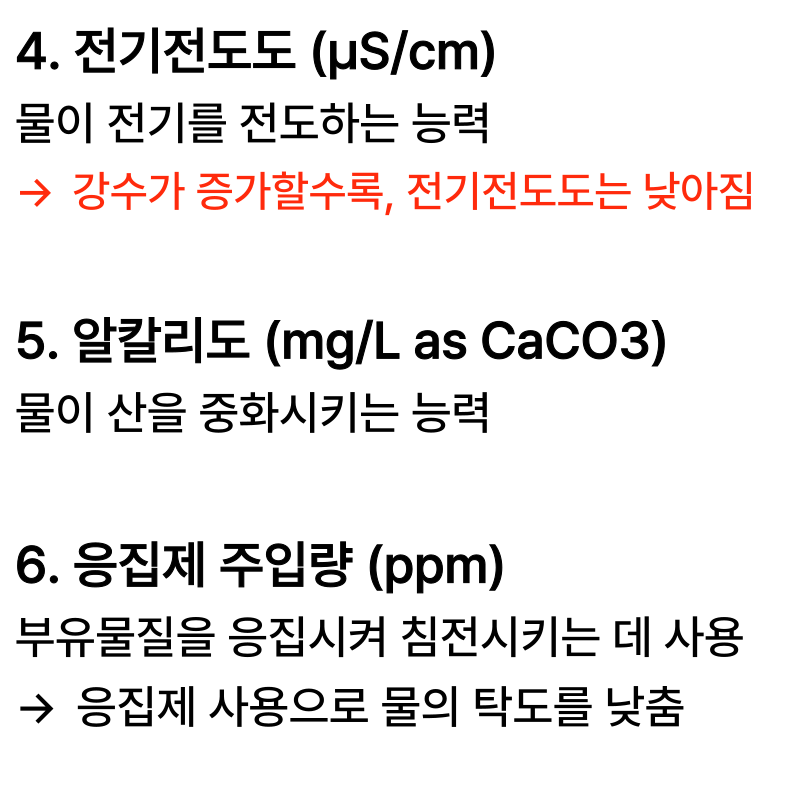 4. 전기전도도 (μS/cm)
물이 전기를 전도하는 능력
→ 강수가 증가할수록, 전기전도도는 낮아짐
5. 알칼리도 (mg/L as CaCO3)
물이 산을 중화시키는 능력
6. 응집제 주입량 (ppm)
부유물질을 응집시켜 침전시키는 데 사용
→ 응집제 사용으로 물의 탁도를 낮춤